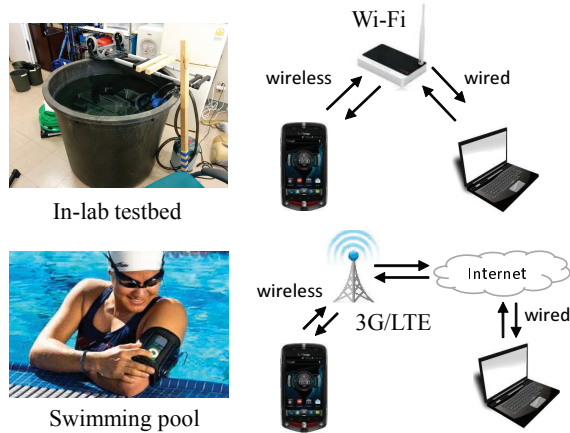 Wi-Fi
wireless
wired
In-lab testbed
Internet
wireless
3G/LTE
wired
Swimming pool